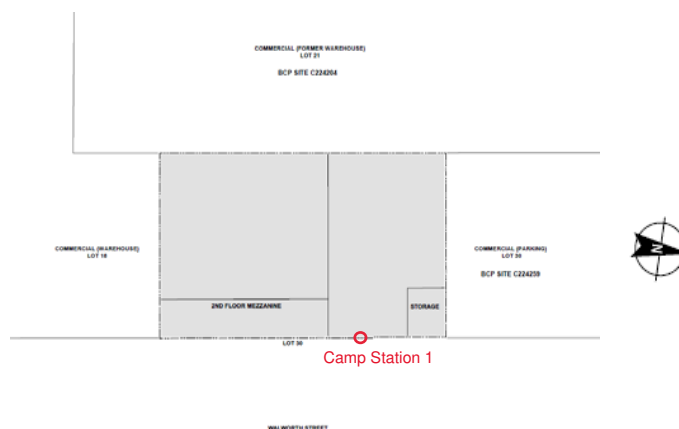 COMMERCIAL (FORMER WAREHOUSE)
LOT 21
BCP SITE C224204
COMMERCIAL (WAREHOUSE)
LOT 18
COMMERCIAL (PARKING)
LOT 39
BCP SITE C224259
N
2ND FLOOR MEZZANINE
STORAGE
LOT 30
Camp Station 1
WALWORTH STREET